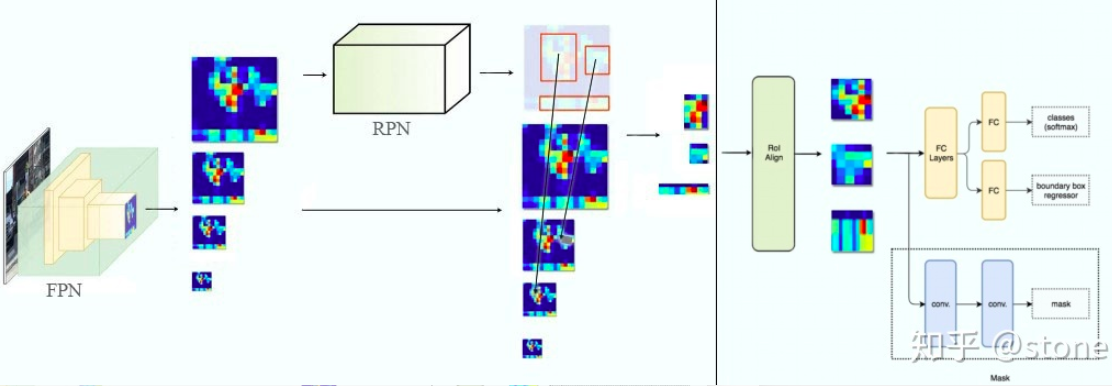 FPN
RPN
RoI
Align
FC
Layers
FC
classes
(softmax)
FC
boundary box
regressor
conv.
conv.
mask
Mask
知乎 @stone